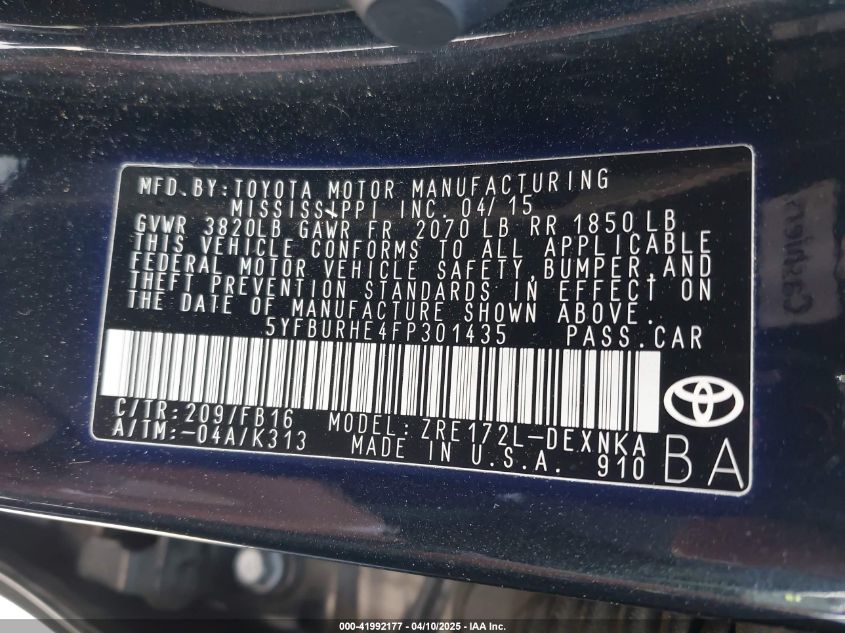 MFD.BY:TOYOTA MOTOR MANUFACTURING
MISSISSIPPI INC. 04/15
GVWR 3820LB GAWR FR 2070 LB RR 1850 LB
THIS VEHICLE CONFORMS TO ALL APPLICABLE
FEDERAL MOTOR VEHICLE SAFETY,BUMPER,AND
THEFT PREVENTION STANDARDS IN EFFECT ON
THE DATE OF MANUFACTURE SHOWN ABOVE.
5YFBURHE4FP301435 PASS.CAR
C/TR:209/FB16 MODEL:ZRE172L-DEXNKA
A/TM:-04A/K313 MADE IN U.S.A. 910
BA
Cashier
000-41992177 - 04/10/2025 - IAA Inc.